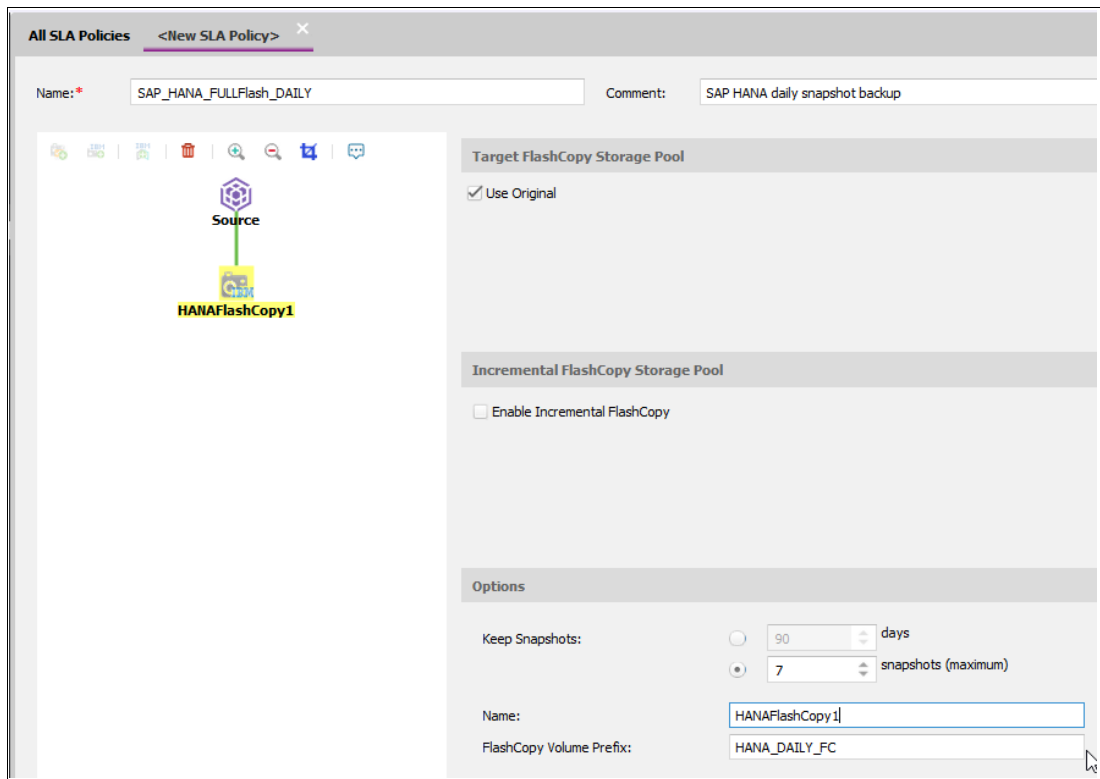 All SLA Policies <New SLA Policy>
Name:* SAP_HANA_FULLFlash_DAILY Comment: SAP HANA daily snapshot backup
Target FlashCopy Storage Pool
Use Original
Source
IBM
HANAFlashCopy1
Incremental FlashCopy Storage Pool
Enable Incremental FlashCopy
Options
Keep Snapshots: 90 days
7 snapshots (maximum)
Name: HANAFlashCopy1
FlashCopy Volume Prefix: HANA_DAILY_FC